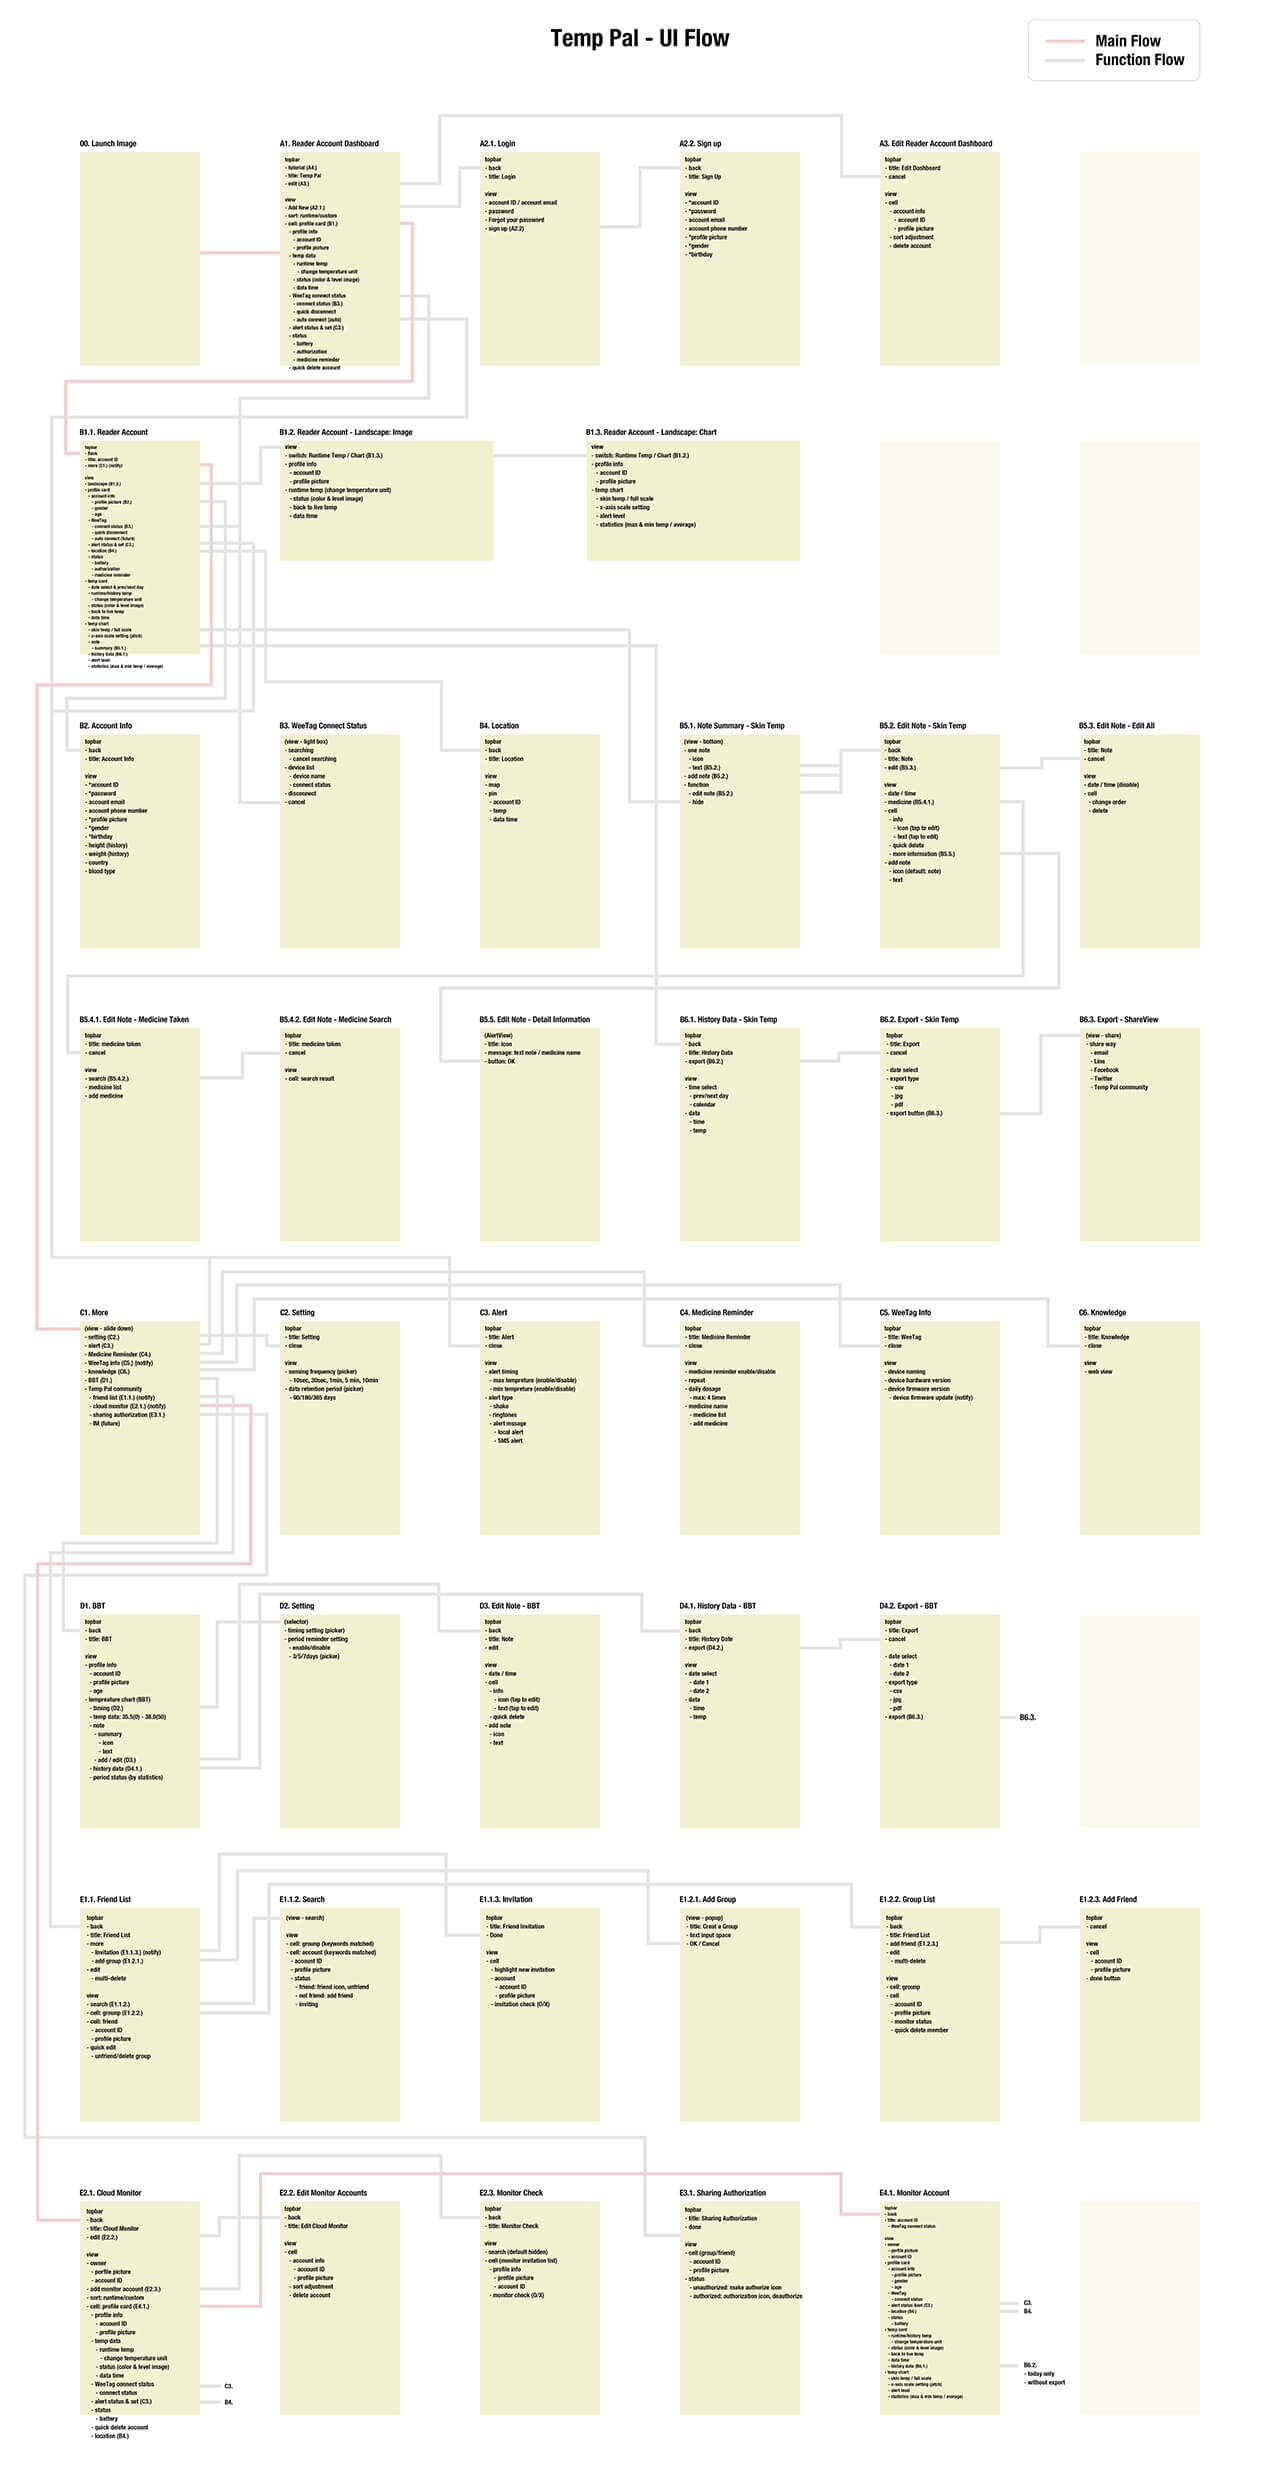 Temp Pal - UI Flow
Main Flow
Function Flow
00. Launch Image
A1. Reader Account Dashboard
topbar
- tutorial (A4.)
- title: Temp Pal
- edit (A3.)
view
- Add New (A2.1.)
- sort: runtime/custom
- cell: profile card (B1.)
- profile info
- account ID
- profile picture
- temp data
- runtime temp
- change temperature unit
- status (color & level image)
- data time
- WeeTag connect status
- connect status (B3.)
- quick disconnect
- auto connect (auto)
- alert status & set (C3.)
- status
- battery
- authorization
- medicine reminder
- quick delete account
A2.1. Login
topbar
- back
- title: Login
view
- account ID / account email
- password
- Forgot your password
- sign up (A2.2)
A2.2. Sign up
topbar
- back
- title: Sign Up
view
- *account ID
- *password
- account email
- account phone number
- *profile picture
- *gender
- *birthday
A3. Edit Reader Account Dashboard
topbar
- title: Edit Dashboard
- cancel
view
- cell
- account info
- account ID
- profile picture
- sort adjustment
- delete account
B1.1. Reader Account
topbar
- Back
- title: account ID
- more (C1.) (notify)
view
- landscape (B1.2.)
- profile card
- account info
- profile picture (B2.)
- gender
- age
- WeeTag
- connect status (B3.)
- quick disconnect
- auto connect (future)
- alert status & set (C3.)
- location (B4.)
- status
- battery
- authorization
- medicine reminder
- temp card
- date select & prev/next day
- runtime/history temp
- change temperature unit
- status (color & level image)
- back to live temp
- data time
- temp chart
- skin temp / full scale
- x-axis scale setting (pitch)
- note
- summary (B5.1.)
- history data (B6.1.)
- alert level
- statistics (max & min temp / average)
B1.2. Reader Account - Landscape: Image
view
- switch: Runtime Temp / Chart (B1.3.)
- profile info
- account ID
- profile picture
- runtime temp (change temperature unit)
- status (color & level image)
- back to live temp
- data time
B1.3. Reader Account - Landscape: Chart
view
- switch: Runtime Temp / Chart (B1.2.)
- profile info
- account ID
- profile picture
- temp chart
- skin temp / full scale
- x-axis scale setting
- alert level
- statistics (max & min temp / average)
B2. Account Info
topbar
- back
- title: Account Info
view
- *account ID
- *password
- account email
- account phone number
- *profile picture
- *gender
- *birthday
- height (history)
- weight (history)
- country
- blood type
B3. WeeTag Connect Status
(view - light box)
- searching
- cancel searching
- device list
- device name
- connect status
- disconnect
- cancel
B4. Location
topbar
- back
- title: Location
view
- map
- pin
- account ID
- temp
- data time
B5.1. Note Summary - Skin Temp
(view - bottom)
- one note
- icon
- text (B5.2.)
- add note (B5.2.)
- function
- edit note (B5.2.)
- hide
B5.2. Edit Note - Skin Temp
topbar
- back
- title: Note
- edit (B5.3.)
view
- date / time
- medicine (B5.4.1.)
- cell
- info
- icon (tap to edit)
- text (tap to edit)
- quick delete
- more information (B5.5.)
- add note
- icon (default: note)
- text
B5.3. Edit Note - Edit All
topbar
- title: Note
- cancel
view
- date / time (disable)
- cell
- change order
- delete
B5.4.1. Edit Note - Medicine Taken
topbar
- title: medicine taken
- cancel
view
- search (B5.4.2.)
- medicine list
- add medicine
B5.4.2. Edit Note - Medicine Search
topbar
- title: medicine taken
- cancel
view
- cell: search result
B5.5. Edit Note - Detail Information
(AlertView)
- title: icon
- message: text note / medicine name
- button: OK
B6.1. History Data - Skin Temp
topbar
- back
- title: History Data
- export (B6.2.)
view
- time select
- prev/next day
- calendar
- data
- time
- temp
B6.2. Export - Skin Temp
topbar
- title: Export
- cancel
- date select
- export type
- csv
- jpg
- pdf
- export button (B6.3.)
B6.3. Export - ShareView
(view - share)
- share way
- email
- Line
- Facebook
- Twitter
- Temp Pal community
C1. More
(view - slide down)
- setting (C2.)
- alert (C3.)
- Medicine Reminder (C4.)
- WeeTag info (C5.) (notify)
- knowledge (C6.)
- BBT (D1.)
- Temp Pal community
- friend list (E1.1.) (notify)
- cloud monitor (E2.1.) (notify)
- sharing authorization (E3.1.)
- IM (future)
C2. Setting
topbar
- title: Setting
- close
view
- sensing frequency (picker)
- 10sec, 30sec, 1min, 5 min, 10min
- data retention period (picker)
- 90/180/365 days
C3. Alert
topbar
- title: Alert
- close
view
- alert timing
- max tempreture (enable/disable)
- min tempreture (enable/disable)
- alert type
- shake
- ringtones
- alert mssage
- local alert
- SMS alert
C4. Medicine Reminder
topbar
- title: Medicine Reminder
- close
view
- medicine reminder enable/disable
- repeat
- daily dosage
- max: 4 times
- medicine name
- medicine list
- add medicine
C5. WeeTag Info
topbar
- title: WeeTag
- close
view
- device naming
- device hardware version
- device firmware version
- device firmware update (notify)
C6. Knowledge
topbar
- title: Knowledge
- close
view
- web view
D1. BBT
topbar
- back
- title: BBT
view
- profile info
- account ID
- profile picture
- age
- tempreature chart (BBT)
- timing (D2.)
- temp data: 35.5(0) - 38.0(50)
- note
- summary
- icon
- text
- add / edit (D3.)
- history data (D4.1.)
- period status (by statistics)
D2. Setting
(selector)
- timing setting (picker)
- period reminder setting
- enable/disable
- 3/5/7days (picker)
D3. Edit Note - BBT
topbar
- back
- title: Note
- edit
view
- date / time
- cell
- info
- icon (tap to edit)
- text (tap to edit)
- quick delete
- add note
- icon
- text
D4.1. History Data - BBT
topbar
- back
- title: History Date
- export (D4.2.)
view
- date select
- date 1
- date 2
- data
- time
- temp
D4.2. Export - BBT
topbar
- title: Export
- cancel
- date select
- date 1
- date 2
- export type
- csv
- jpg
- pdf
- export (B6.3.)
B6.3.
E1.1. Friend List
topbar
- back
- title: Friend List
- more
- Invitation (E1.1.3.) (notify)
- add group (E1.2.1.)
- edit
- multi-delete
view
- search (E1.1.2.)
- cell: grounp (E1.2.2.)
- cell: friend
- account ID
- profile picture
- quick edit
- unfriend/delete group
E1.1.2. Search
(view - search)
view
- cell: grounp (keywords matched)
- cell: account (keywords matched)
- account ID
- profile picture
- status
- friend: friend icon, unfriend
- not friend: add friend
- inviting
E1.1.3. Invitation
topbar
- title: Friend Invitation
- Done
view
- cell
- highlight new invitation
- account
- account ID
- profile picture
- invitation check (O/X)
E1.2.1. Add Group
(view - popup)
- title: Creat a Group
- text input space
- OK / Cancel
E1.2.2. Group List
topbar
- back
- title: Friend List
- add friend (E1.2.3.)
- edit
- multi-delete
view
- cell: grounp
- cell
- account ID
- profile picture
- monitor status
- quick delete member
E1.2.3. Add Friend
topbar
- cancel
view
- cell
- account ID
- profile picture
- done button
E2.1. Cloud Monitor
topbar
- back
- title: Cloud Monitor
- edit (E2.2.)
view
- owner
- porfile picture
- account ID
- add monitor account (E2.3.)
- sort: runtime/custom
- cell: profile card (E4.1.)
- profile info
- account ID
- profile picture
- temp data
- runtime temp
- change temperature unit
- status (color & level image)
- data time
- WeeTag connect status
- connect status
- alert status & set (C3.)
- status
- battery
- quick delete account
- location (B4.)
C3.
B4.
E2.2. Edit Monitor Accounts
topbar
- back
- title: Edit Cloud Monitor
view
- cell
- account info
- account ID
- profile picture
- sort adjustment
- delete account
E2.3. Monitor Check
topbar
- back
- title: Monitor Check
view
- search (default hidden)
- cell (monitor invitation list)
- profile info
- profile picture
- account ID
- monitor check (O/X)
E3.1. Sharing Authorization
topbar
- title: Sharing Authorization
- done
view
- cell (group/friend)
- account ID
- profile picture
- status
- unauthorized: make authorize icon
- authorized: authorization icon, deauthorize
E4.1. Monitor Account
topbar
- back
- title: account ID
- WeeTag connect status
view
- owner
- porfile picture
- account ID
- profile card
- account info
- profile picture
- gender
- age
- WeeTag
- connect status
- alert status &set (C3.)
- location (B4.)
- status
- battery
- temp card
- runtime/history temp
- change temperature unit
- status (color & level image)
- back to live temp
- data time
- history data (B6.1.)
- temp chart
- skin temp / full scale
- x-axis scale setting (pitch)
- alert level
- statistics (max & min temp / average)
C3.
B4.
B6.2.
- today only
- without export